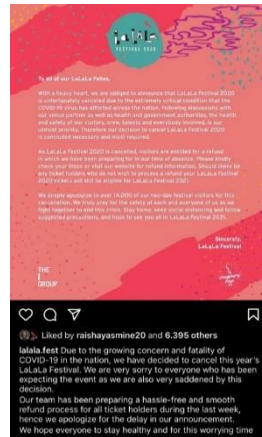 lalala
FESTIVAL 2020
To all of our LaLaLa Fellas,
With a heavy heart, we are obliged to announce that LaLaLa Festival 2020
is unfortunately canceled due to the extremely critical condition that the
COVID-19 virus has affected across the nation. Following discussions with
our venue partner as well as health and government authorities, the health
and safety of our visitors, crew, talents and everybody involved, is our
utmost priority. Therefore our decision to cancel LaLaLa Festival 2020
is concluded necessary and most required.
As LaLaLa Festival 2020 is cancelled, visitors are entitled for a refund
in which we have been preparing for in our time of absence. Please kindly
check your inbox or visit our website for refund information. Should there be
any ticket holders who do not wish to process a refund your LaLaLa
2020 tickets will still be eligible for LaLaLa Festival 2021.
We deeply apologize to over 14,000 of our two-day festival visitors for this
cancellation. We truly pray for the safety of each and everyone of us as we
fight together to end this crisis. Stay home, keep social distancing and follow
suggested precautions, and hope to see you all in LaLaLa Festival 2021.
Sincerely,
LaLaLa Festival
THE
I
GROUP
Liked by raishayasmine20 and 6.395 others
lalala.fest Due to the growing concern and fatality of
COVID-19 in the nation, we have decided to cancel this year's
LaLaLa Festival. We are very sorry to everyone who has been
expecting the event as we are also very saddened by this
decision.
Our team has been preparing a hassle-free and smooth
refund process for all ticket holders during the last week,
hence we apologize for the delay in our announcement.
We hope everyone to stay healthy and for this worrying time